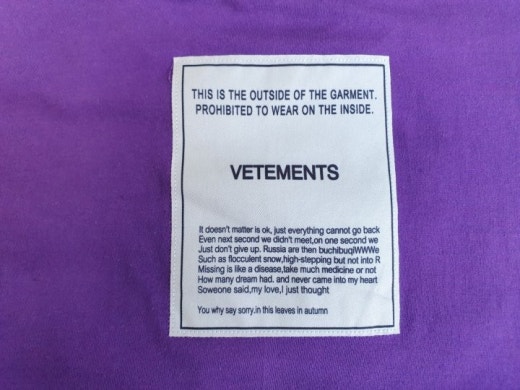 THIS IS THE OUTSIDE OF THE GARMENT.
PROHIBITED TO WEAR ON THE INSIDE.
VETEMENTS
It doesn't matter is ok, just everything cannot go back
Even next second we didn't meet,on one second we
Just don't give up. Russia are then buchibuqiWWWe
Such as flocculent snow,high-stepping but not into R
Missing is like a disease,take much medicine or not
How many dream had. and never came into my heart
Soweone said,my love,I just thought
You why say sorry.in this leaves in autumn